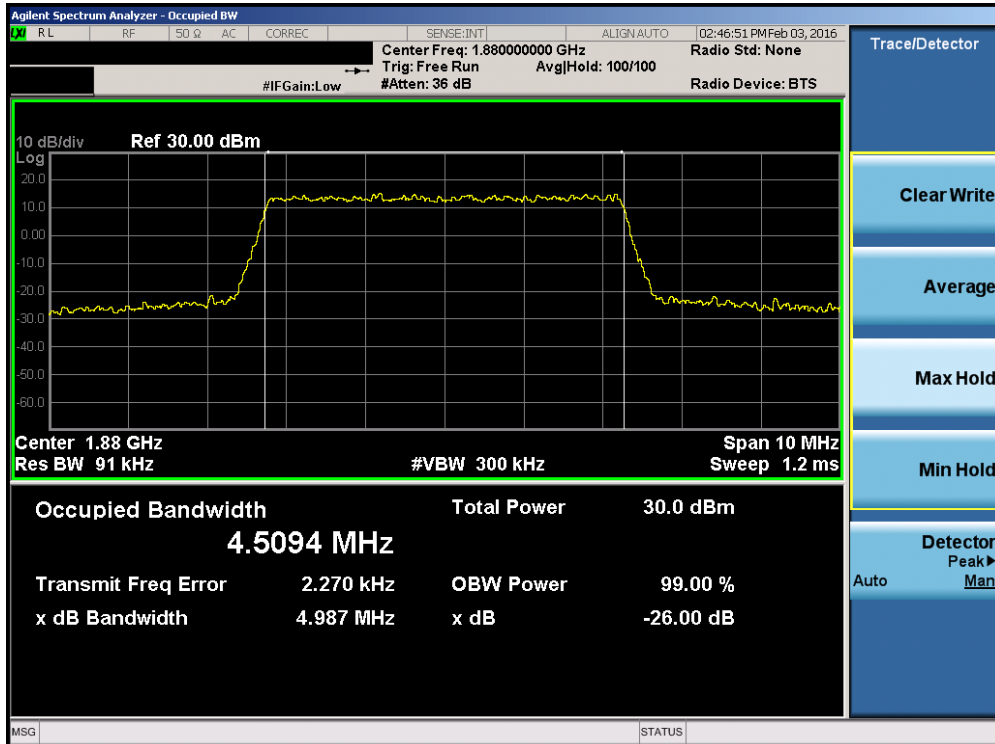 Agilent Spectrum Analyzer - Occupied BW
LXI RL RF 50 Ω AC CORREC SENSE:INT ALIGN AUTO 02:46:51 PM Feb 03, 2016
Center Freq: 1.880000000 GHz Radio Std: None
Trig: Free Run Avg|Hold: 100/100
#IFGain:Low #Atten: 36 dB Radio Device: BTS
Trace/Detector
10 dB/div Ref 30.00 dBm
Log
20.0
10.0
0.00
-10.0
-20.0
-30.0
-40.0
-50.0
-60.0
Center 1.88 GHz Span 10 MHz
Res BW 91 kHz #VBW 300 kHz Sweep 1.2 ms
Occupied Bandwidth Total Power 30.0 dBm
4.5094 MHz
Transmit Freq Error 2.270 kHz OBW Power 99.00 %
x dB Bandwidth 4.987 MHz x dB -26.00 dB
Clear Write
Average
Max Hold
Min Hold
Detector
Peak▶
Auto Man
MSG STATUS